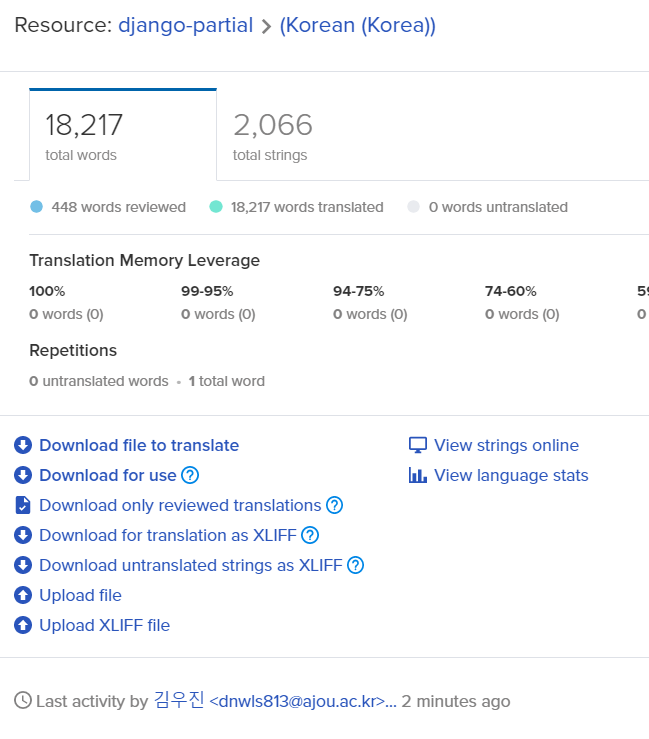 Resource: django-partial > (Korean (Korea))
18,217
total words
2,066
total strings
448 words reviewed
18,217 words translated
0 words untranslated
Translation Memory Leverage
100%
0 words (0)
99-95%
0 words (0)
94-75%
0 words (0)
74-60%
0 words (0)
0
Repetitions
0 untranslated words • 1 total word
Download file to translate
Download for use ?
Download only reviewed translations ?
Download for translation as XLIFF ?
Download untranslated strings as XLIFF ?
Upload file
Upload XLIFF file
View strings online
View language stats
Last activity by 김우진 <dnwls813@ajou.ac.kr>... 2 minutes ago